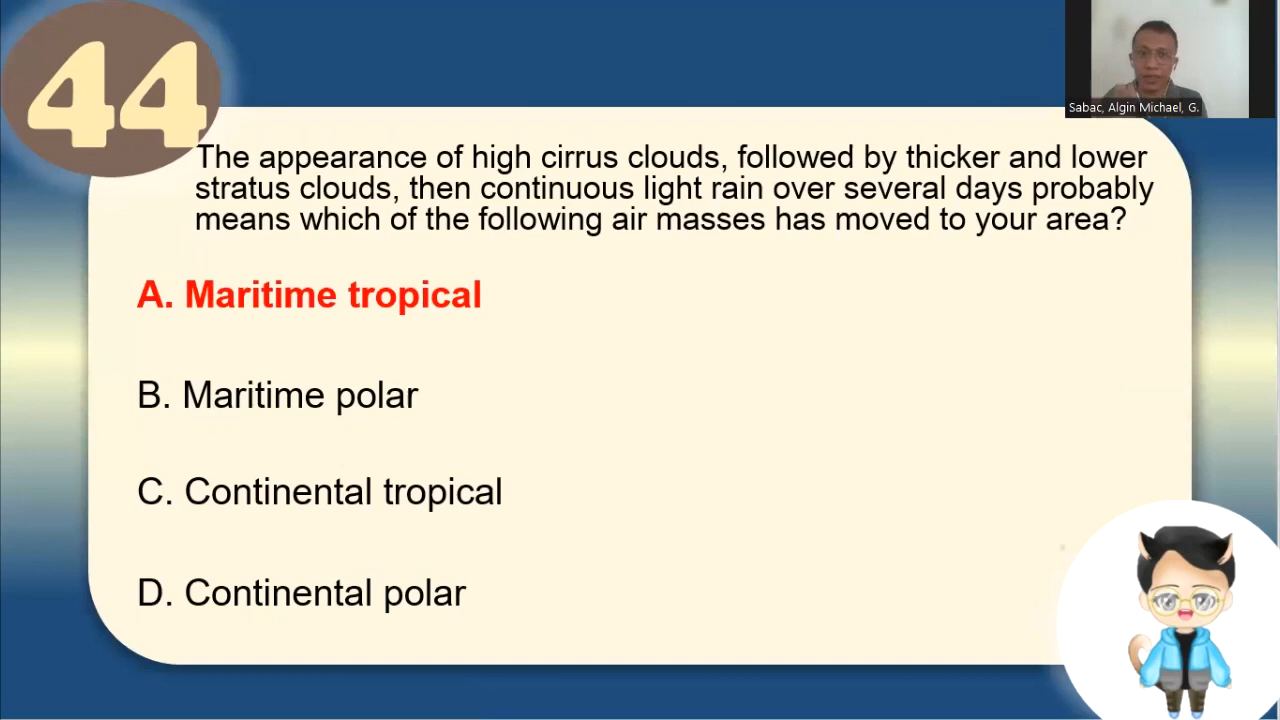 44
Sabac, Algin Michael, G.
The appearance of high cirrus clouds, followed by thicker and lower
stratus clouds, then continuous light rain over several days probably
means which of the following air masses has moved to your area?
A. Maritime tropical
B. Maritime polar
C. Continental tropical
D. Continental polar